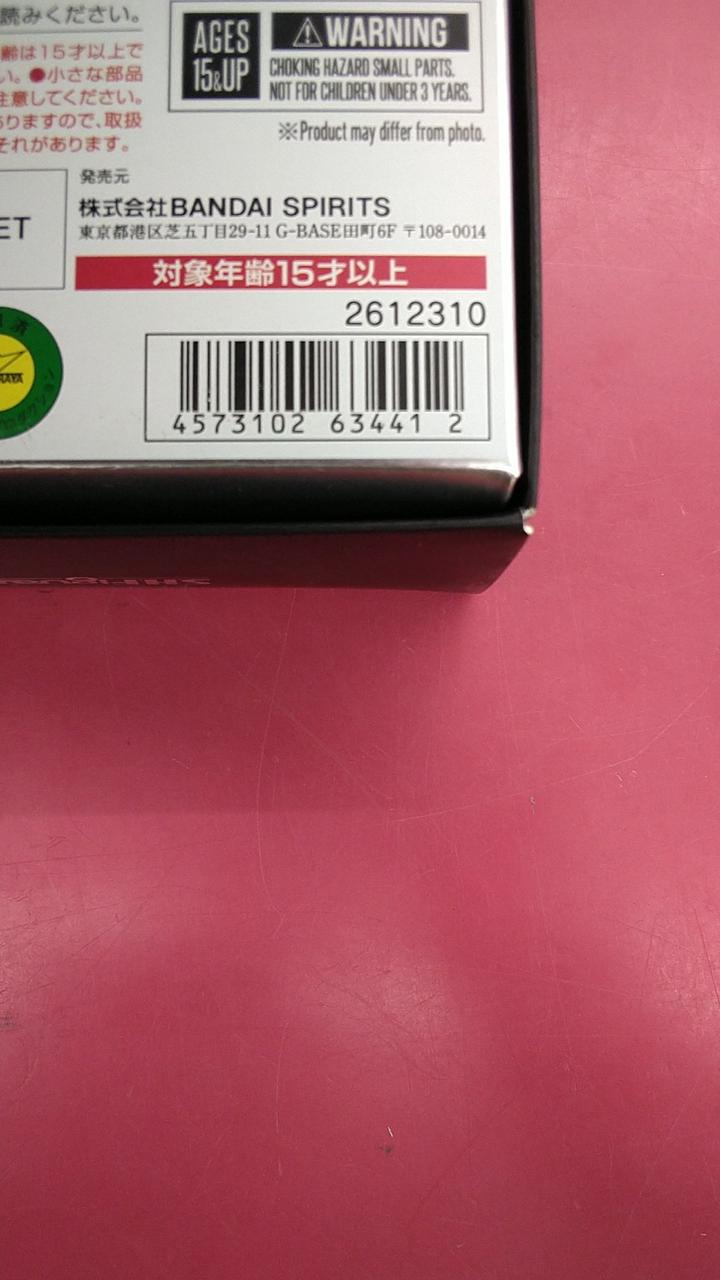 読みください。
齢は15才以上で
い。●小さな部品
注意してください。
りますので、取扱
それがあります。
AGES
15&UP
WARNING
CHOKING HAZARD SMALL PARTS.
NOT FOR CHILDREN UNDER 3 YEARS.
※Product may differ from photo.
発売元
株式会社BANDAI SPIRITS
東京都港区芝五丁目29-11 G-BASE田町6F 〒108-0014
ET
対象年齢15才以上
2612310
4573102 63441 2